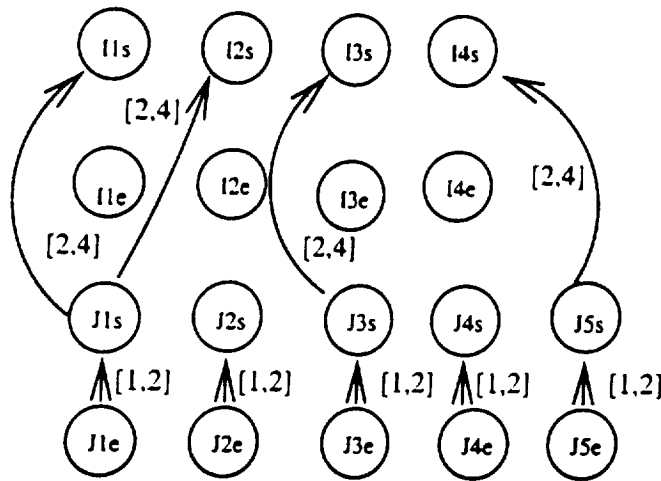 I1s I2s I3s I4s
[2,4]
I1e I2e I3e I4e
[2,4]
[2,4] [2,4]
J1s J2s J3s J4s J5s
[1,2] [1,2] [1,2] [1,2] [1,2]
J1e J2e J3e J4e J5e